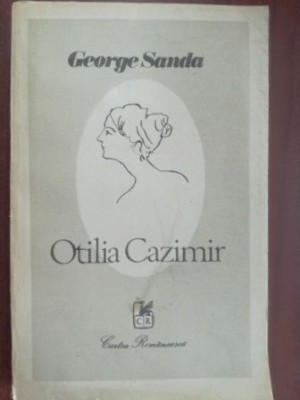 George Sanda
Otilia Cazimir
CR
Cartea Românească